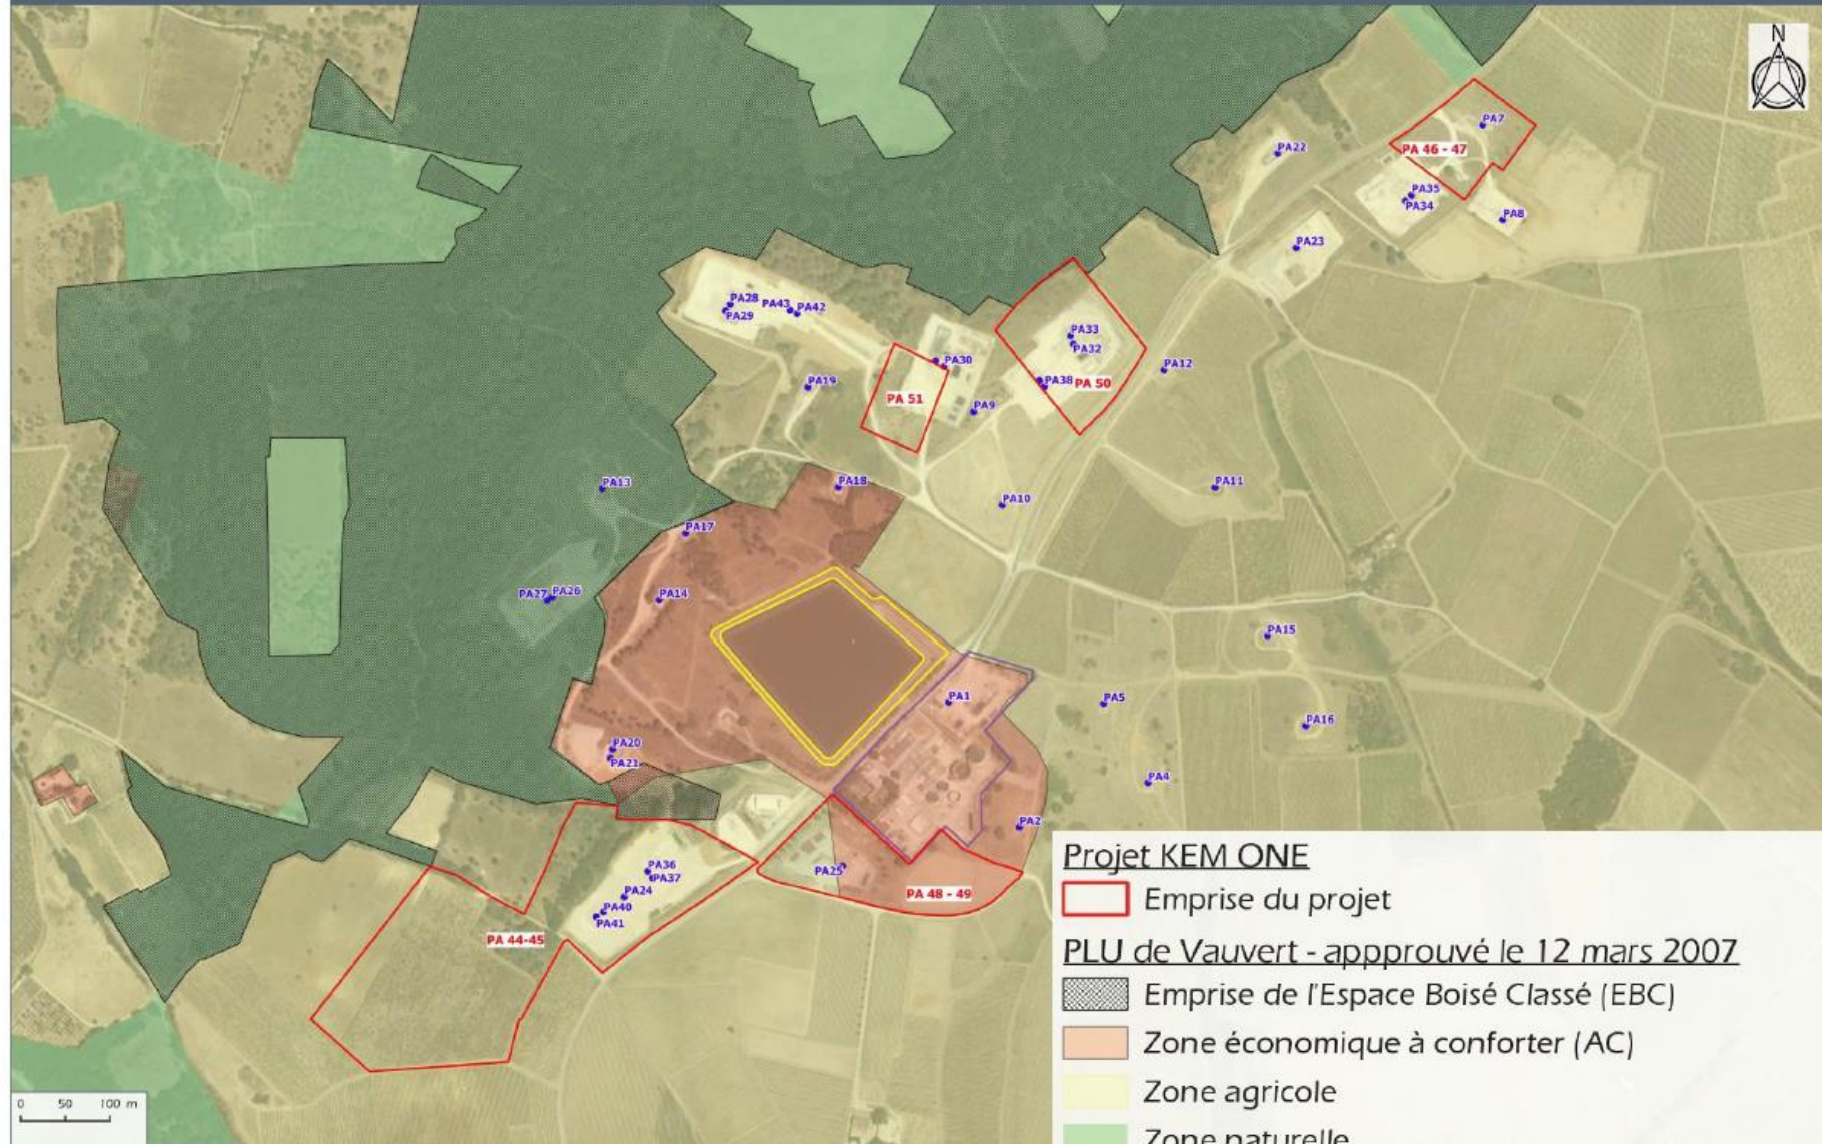 N
PA7
PA 46 - 47
PA22
PA35
PA34
PA8
PA23
PA28
PA43
PA42
PA29
PA33
PA32
PA30
PA12
PA19
PA38
PA 50
PA 51
PA9
PA18
PA13
PA11
PA10
PA17
PA27
PA26
PA14
PA15
PA1
PA5
PA16
PA20
PA21
PA4
PA2
PA36
PA37
PA25
PA24
PA 48 - 49
PA40
PA41
PA 44-45
Projet KEM ONE
Emprise du projet
PLU de Vauvert - appprouvé le 12 mars 2007
Emprise de l'Espace Boisé Classé (EBC)
Zone économique à conforter (AC)
Zone agricole
Zone naturelle
0 50 100 m